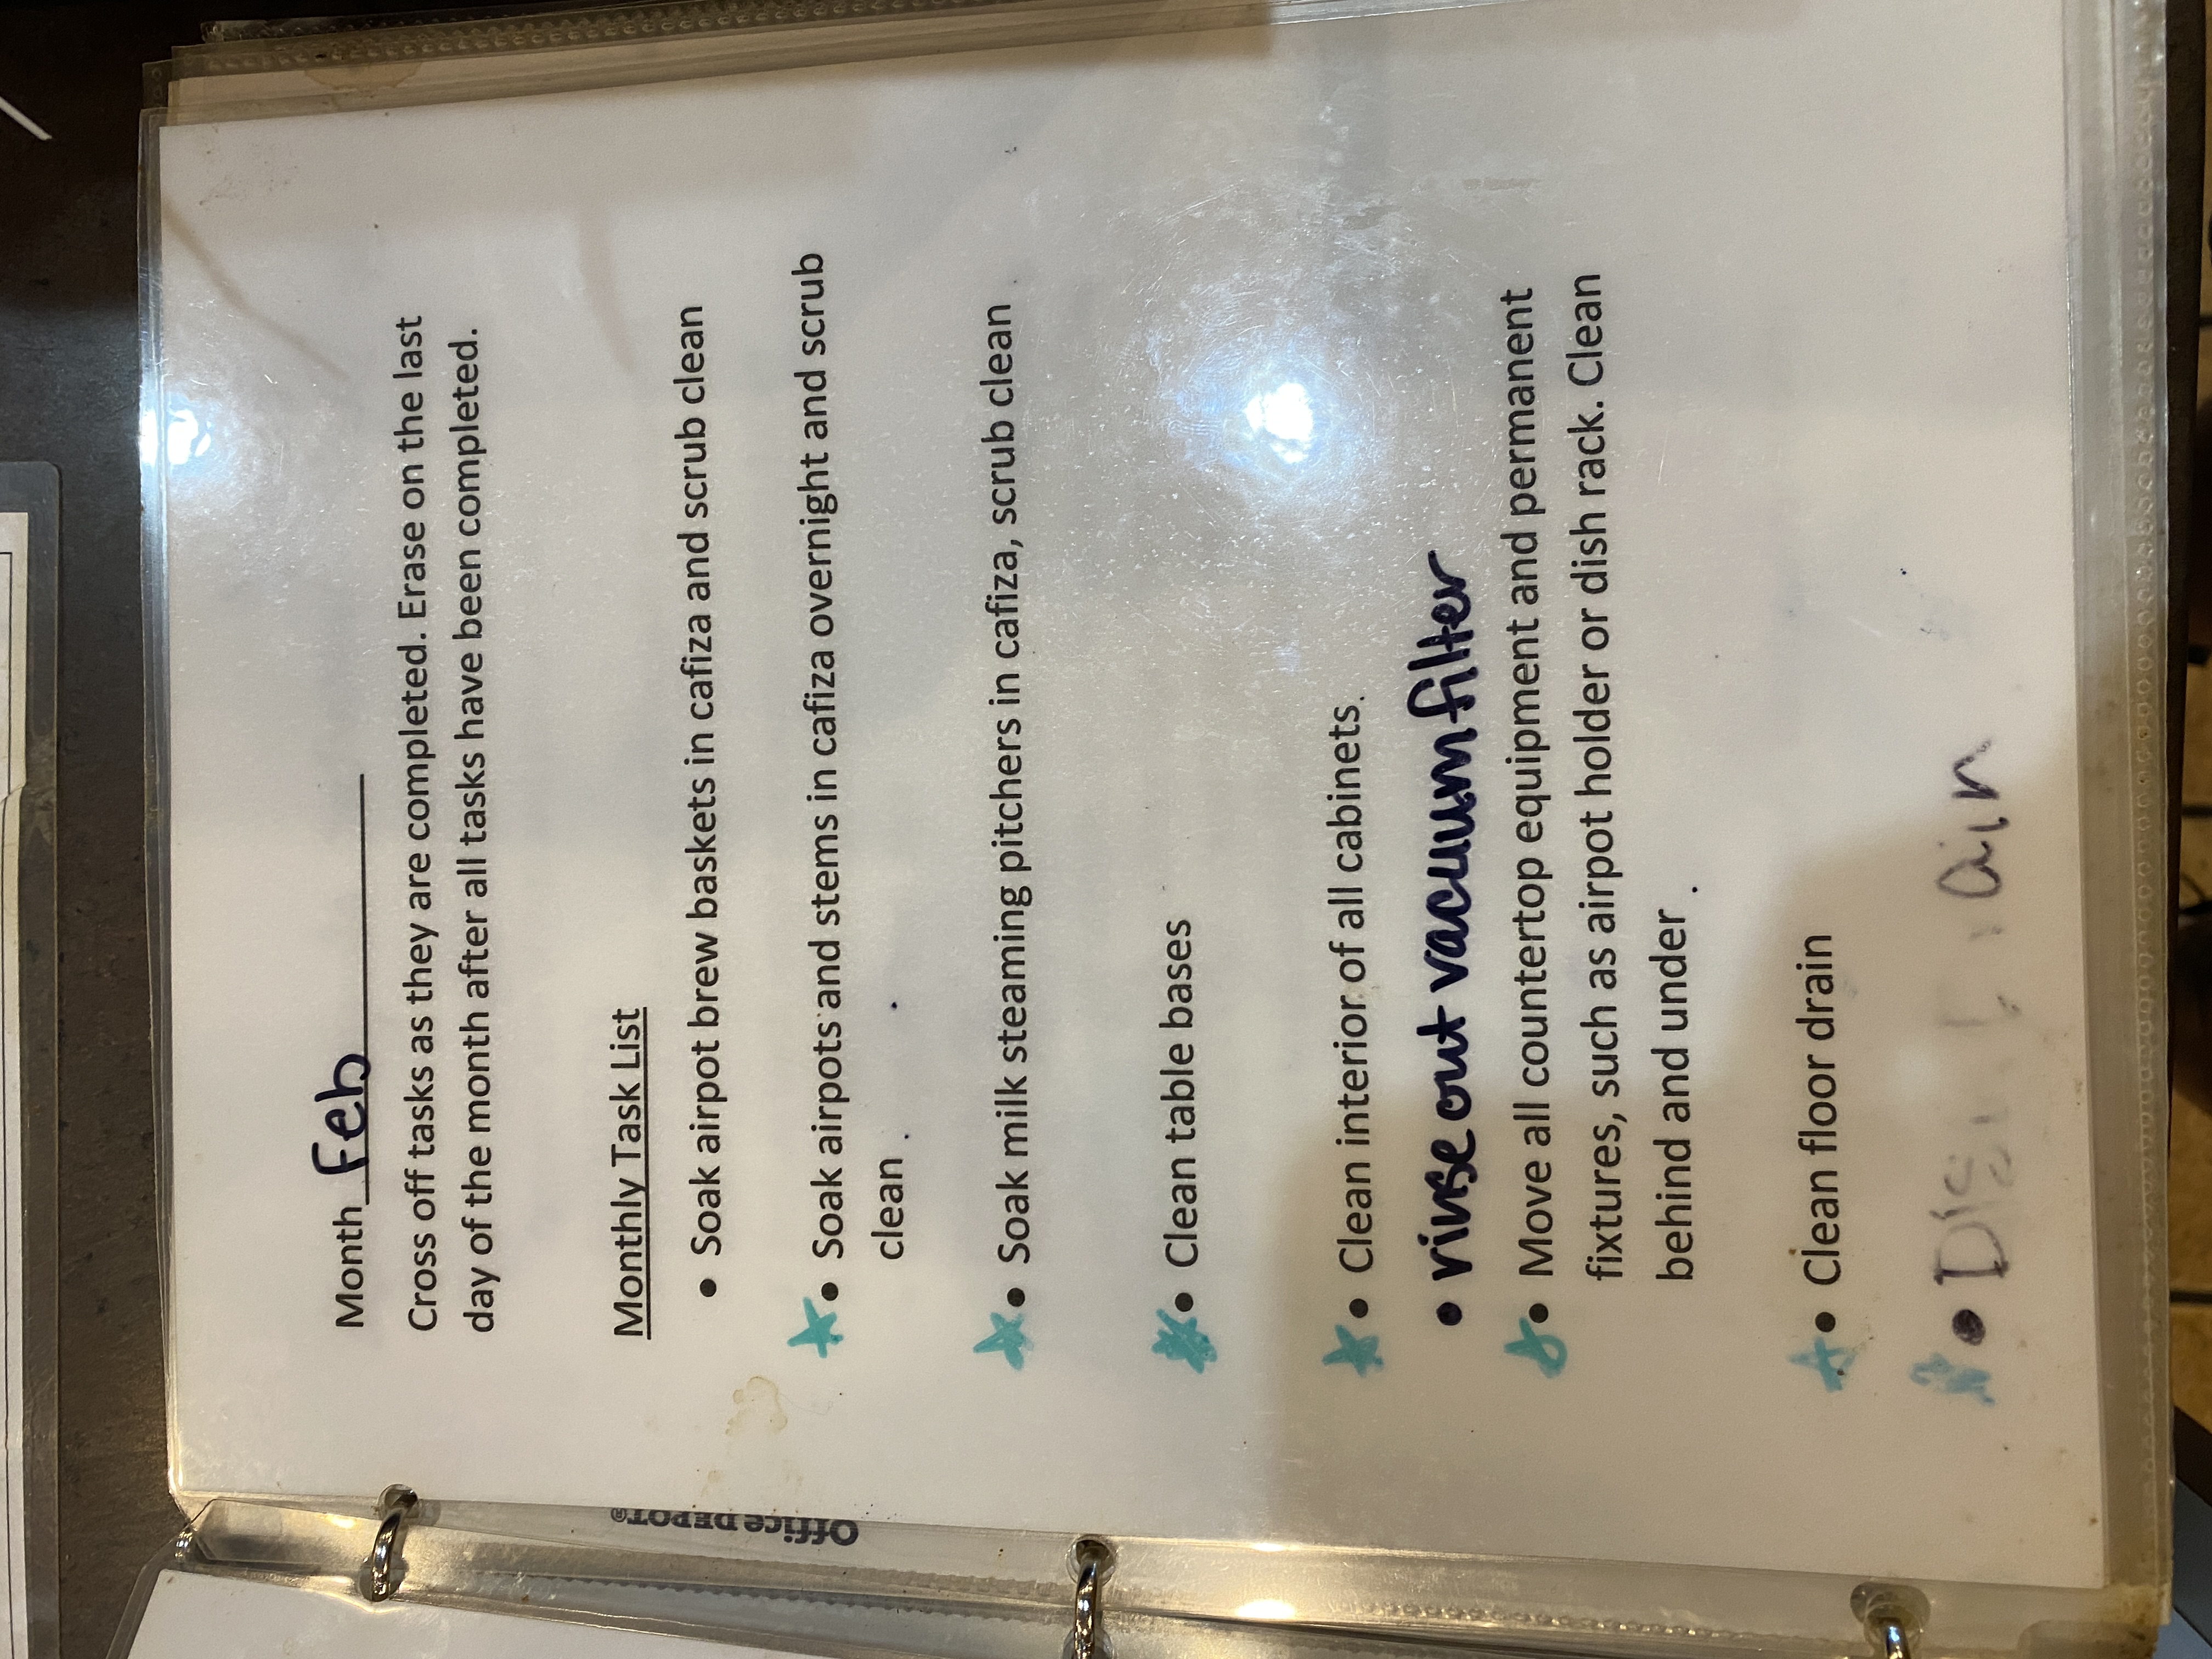 Month Feb
Cross off tasks as they are completed. Erase on the last
day of the month after all tasks have been completed.
Monthly Task List
• Soak airpot brew baskets in cafiza and scrub clean
• Soak airpots and stems in cafiza overnight and scrub
clean
• Soak milk steaming pitchers in cafiza, scrub clean
• Clean table bases
• Clean interior of all cabinets.
• rinse out vacuum filter
• Move all countertop equipment and permanent
fixtures, such as airpot holder or dish rack. Clean
behind and under
• Clean floor drain
Office DEPOT®